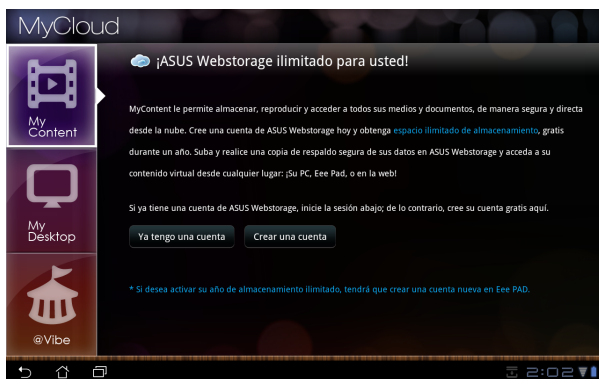 MyCloud
¡ASUS Webstorage ilimitado para usted!
My
Content
MyContent le permite almacenar, reproducir y acceder a todos sus medios y documentos, de manera segura y directa
desde la nube. Cree una cuenta de ASUS Webstorage hoy y obtenga espacio ilimitado de almacenamiento, gratis
durante un año. Suba y realice una copia de respaldo segura de sus datos en ASUS Webstorage y acceda a su
contenido virtual desde cualquier lugar: ¡Su PC, Eee Pad, o en la web!
Si ya tiene una cuenta de ASUS Webstorage, inicie la sesión abajo; de lo contrario, cree su cuenta gratis aquí.
My
Desktop
Ya tengo una cuenta Crear una cuenta
* Si desea activar su año de almacenamiento ilimitado, tendrá que crear una cuenta nueva en Eee PAD.
@Vibe
2:02